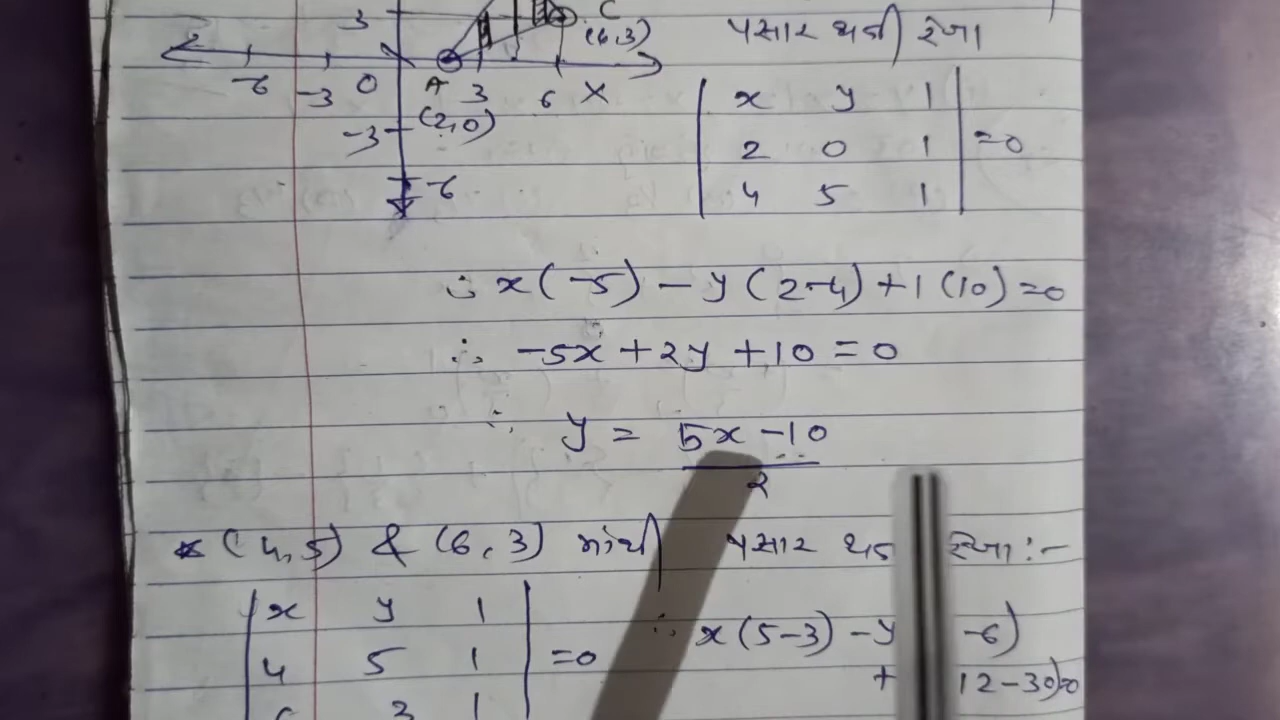 3 C
(6,3)
-6 -3 0 A 3 6 X
(2,0)
-3
-6
પસાર થતી રેખા
| x y 1 |
| 2 0 1 | =0
| 4 5 1 |
∴ x(-5) - y(2-4) + 1(10) = 0
∴ -5x + 2y + 10 = 0
∴ y = 5x - 10
2
(4,5) & (6,3) માંથી પસાર રેખા :-
| x y 1 |
| 4 5 1 | =0
3 1
∴ x(5-3) - y -6)
+ 12-30)=0